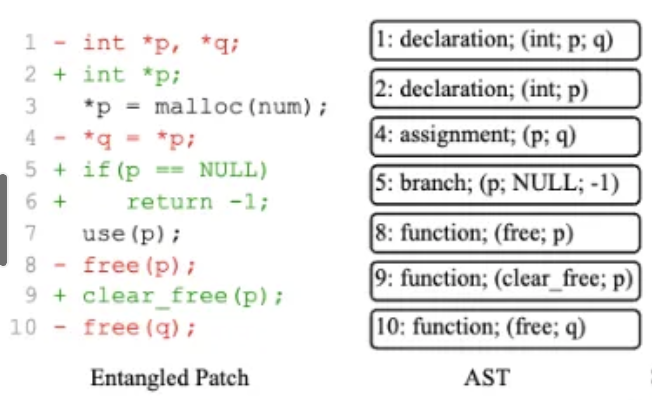 1 - int *p, *q;
2 + int *p;
3 *p = malloc(num);
4 - *q = *p;
5 + if(p == NULL)
6 + return -1;
7 use(p);
8 - free(p);
9 + clear_free(p);
10 - free(q);
Entangled Patch
1: declaration; (int; p; q)
2: declaration; (int; p)
4: assignment; (p; q)
5: branch; (p; NULL; -1)
8: function; (free; p)
9: function; (clear_free; p)
10: function; (free; q)
AST